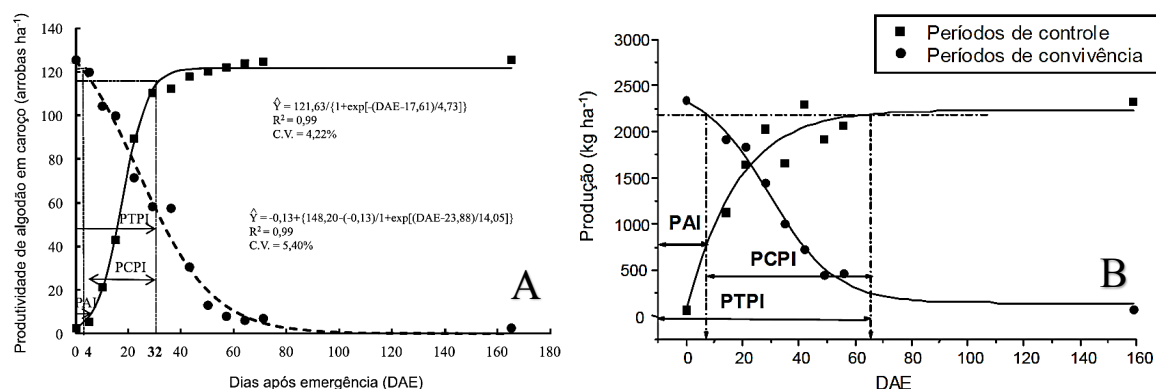 Produtividade de algodão em caroço (arrobas ha⁻¹)
140
120
100
80
60
40
20
0
Ŷ = 121,63/{1+exp[-(DAE-17,61)/4,73]}
R² = 0,99
C.V. = 4,22%
Ŷ = -0,13+{148,20-(-0,13)/1+exp[(DAE-23,88)/14,05]}
R² = 0,99
C.V. = 5,40%
PTPI
PCPI
PAI
A
0 4 20 32 40 60 80 100 120 140 160 180
Dias após emergência (DAE)
Períodos de controle
Períodos de convivência
Produção (kg ha⁻¹)
3000
2500
2000
1500
1000
500
0
PAI
PCPI
PTPI
B
0 20 40 60 80 100 120 140 160
DAE